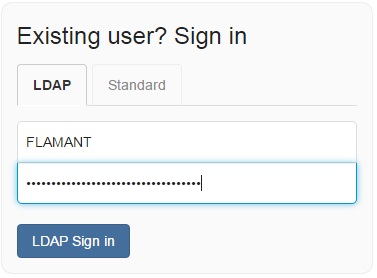 Existing user? Sign in
LDAP Standard
FLAMANT
•••••••••••••••••••••••••••••••••••
LDAP Sign in